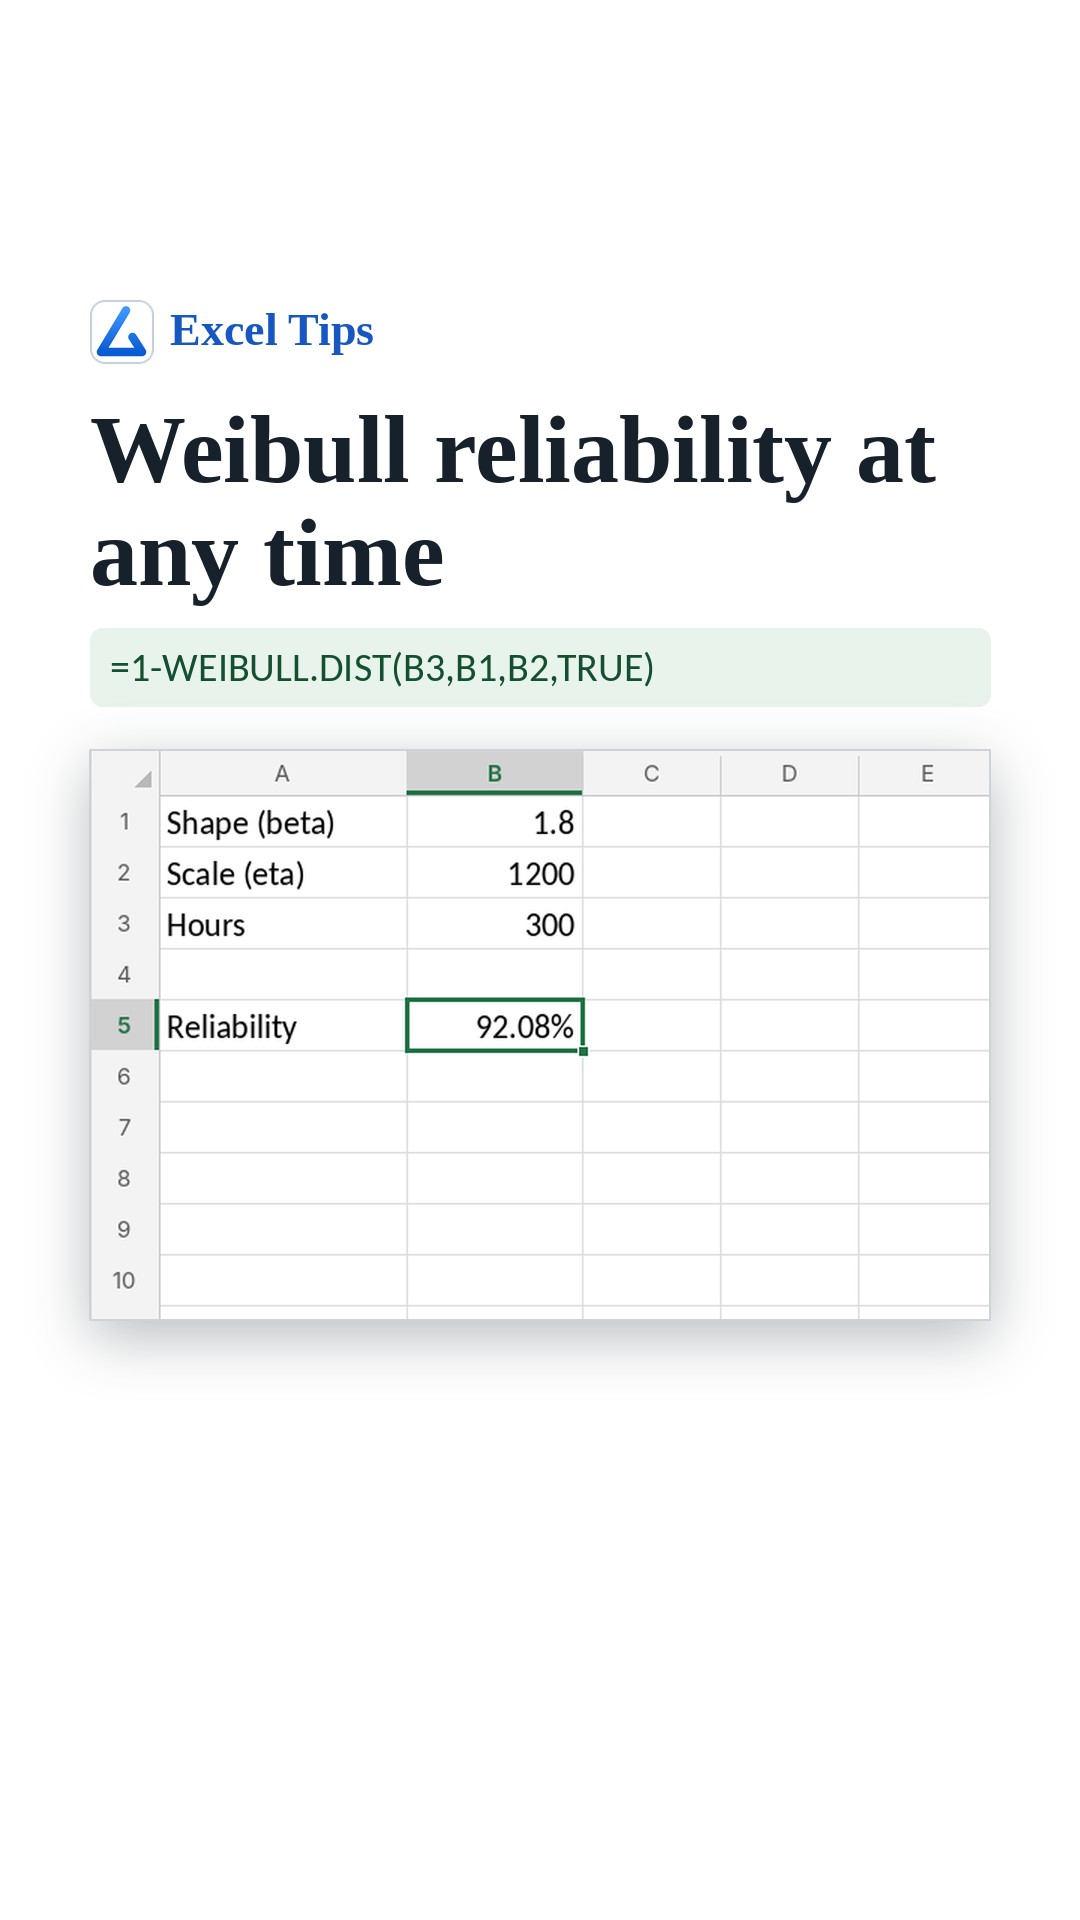 Excel Tips
Weibull reliability at
any time
=1-WEIBULL.DIST(B3,B1,B2,TRUE)
A B C D E
1 Shape (beta) 1.8
2 Scale (eta) 1200
3 Hours 300
4
5 Reliability 92.08%
6
7
8
9
10